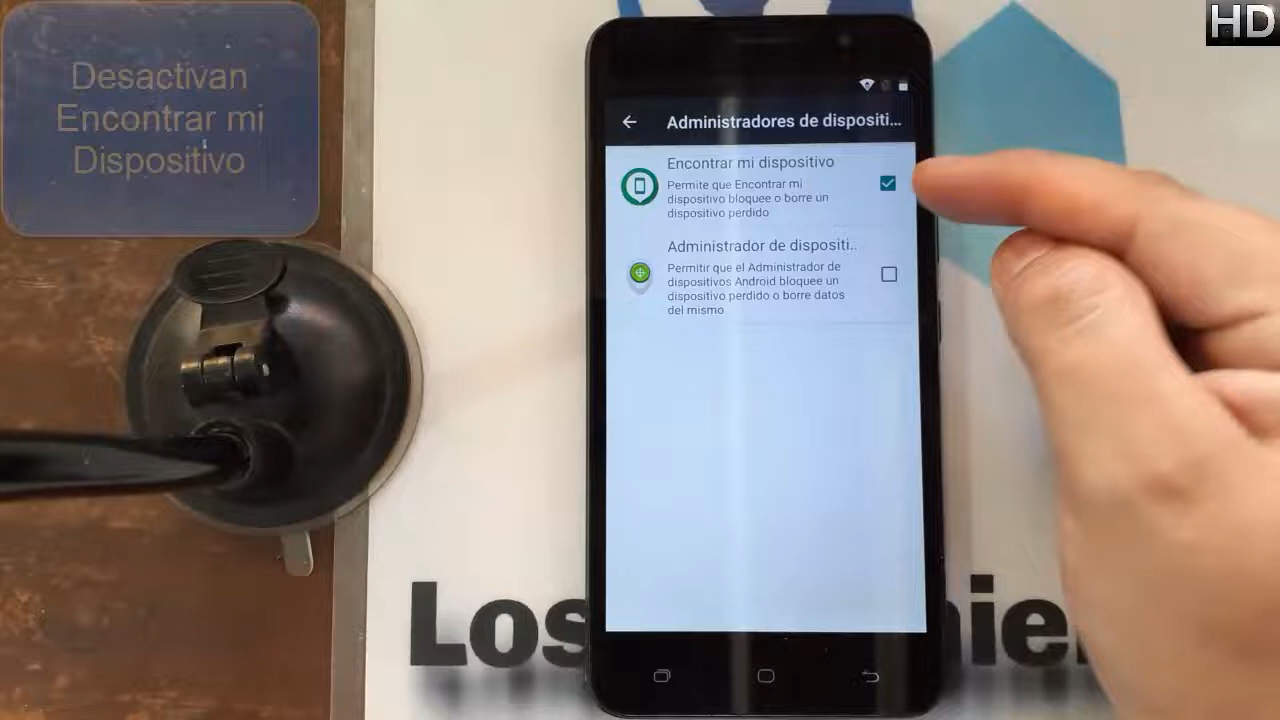 HD
Desactivan
Encontrar mi
Dispositivo
Administradores de dispositi...
Encontrar mi dispositivo
Permite que Encontrar mi
dispositivo bloquee o borre un
dispositivo perdido
Administrador de dispositi..
Permitir que el Administrador de
dispositivos Android bloquee un
dispositivo perdido o borre datos
del mismo
Los